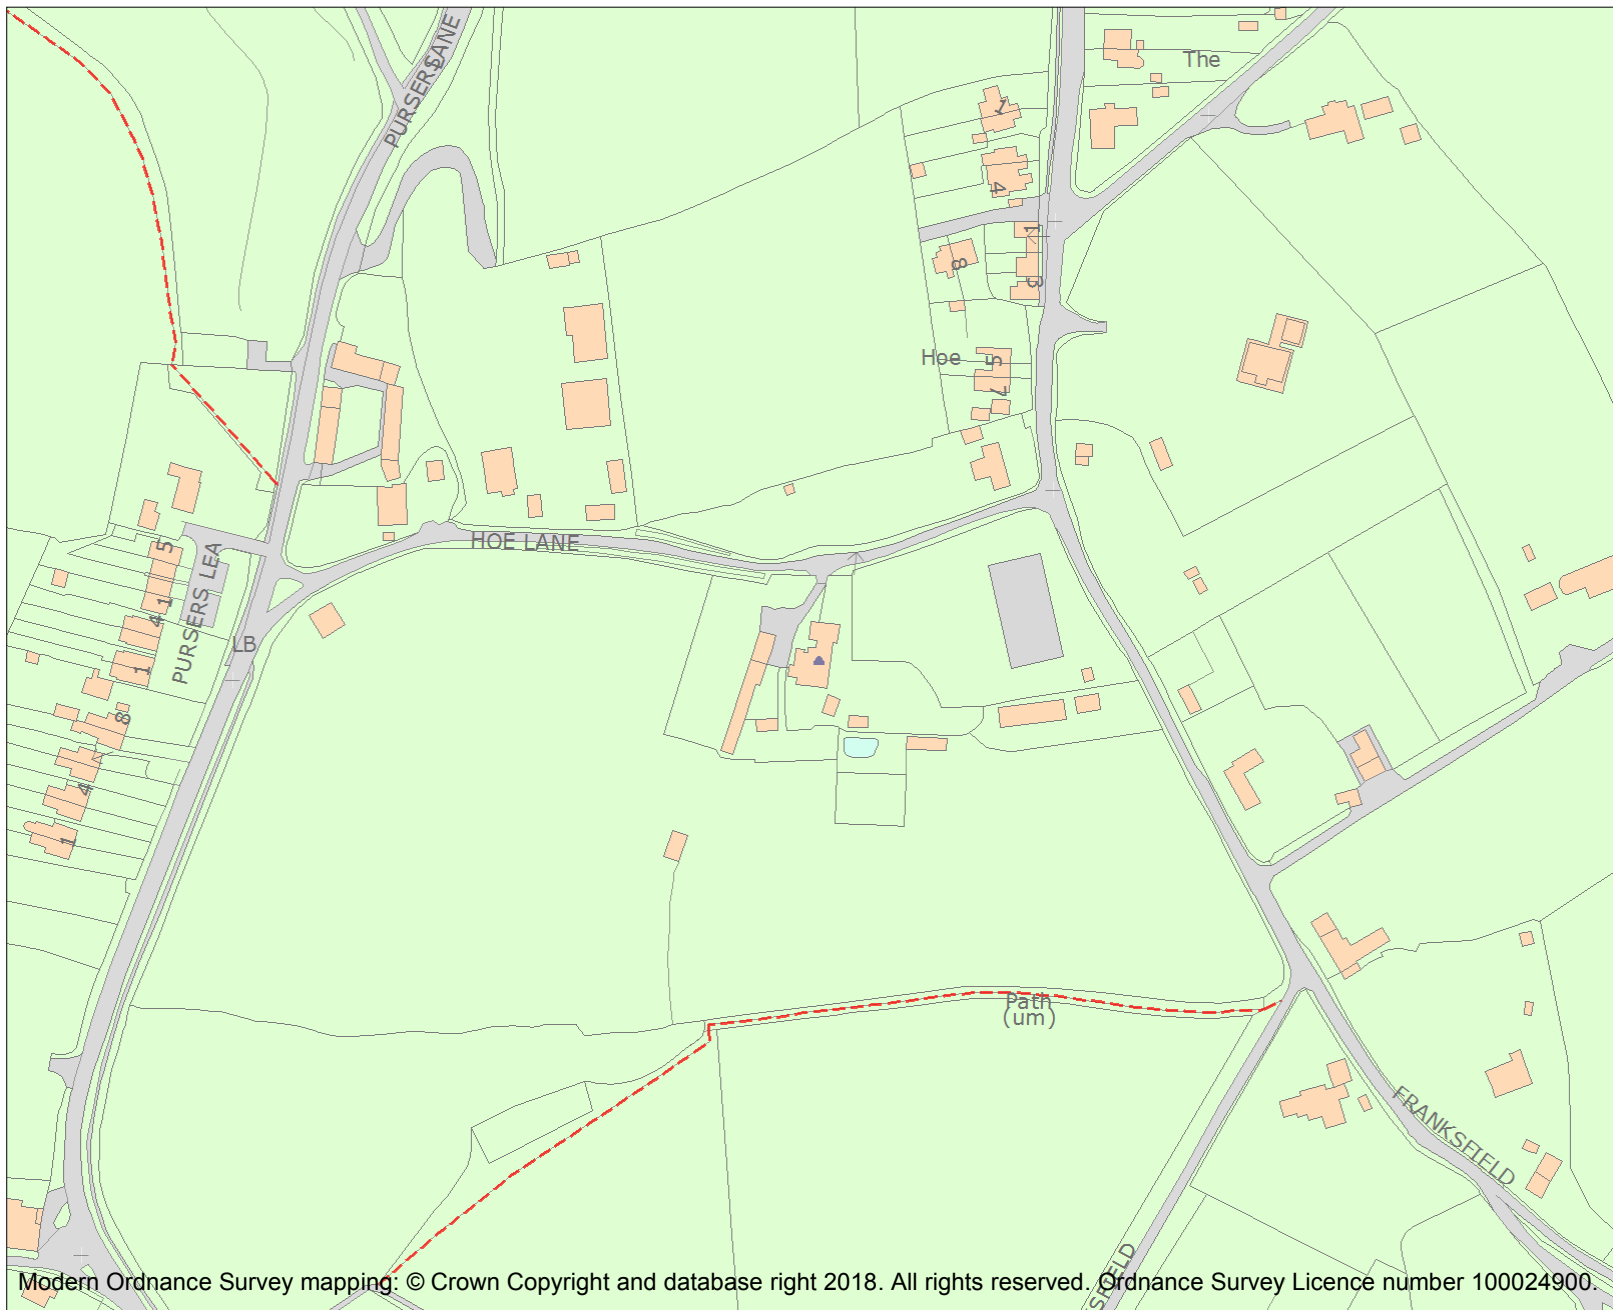 PURSERS LANE
The
1
4
1
8
3
Hoe
5
7
HOE LANE
5
PURSERS LEA
1
4
LB
1
8
4
1
Path
(um)
FRANKSFIELD
SFIELD
Modern Ordnance Survey mapping: © Crown Copyright and database right 2018. All rights reserved. Ordnance Survey Licence number 100024900.